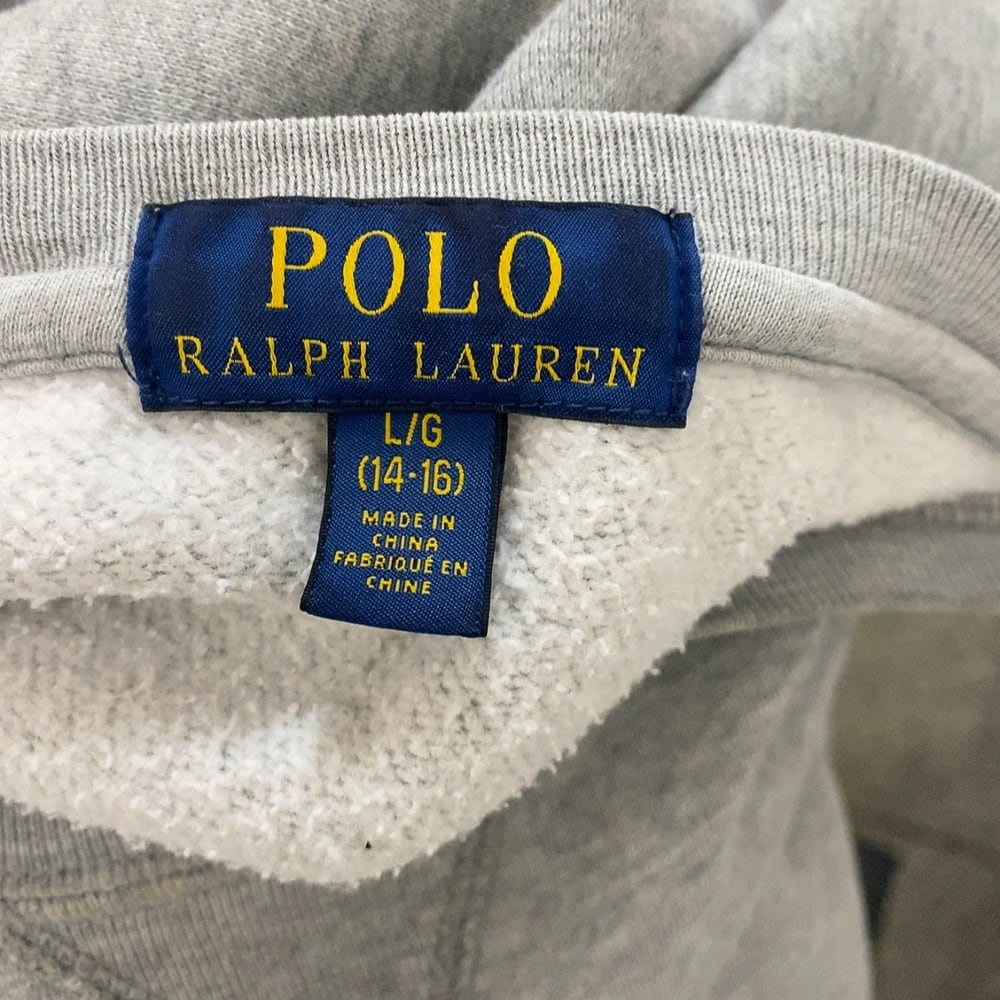 POLO
RALPH LAUREN
L/G
(14-16)
MADE IN
CHINA
FABRIQUÉ EN
CHINE